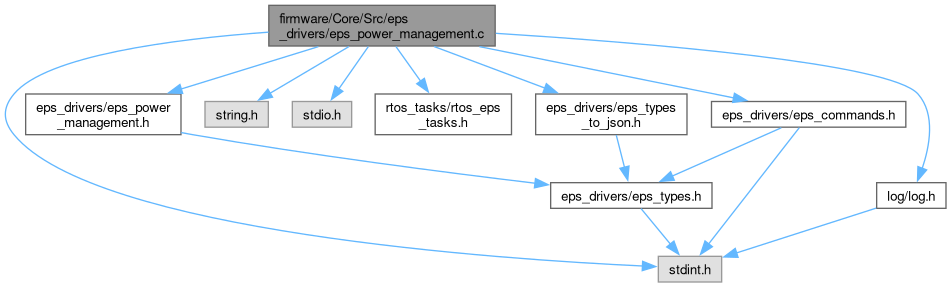 firmware/Core/Src/eps
_drivers/eps_power_management.c
eps_drivers/eps_power
_management.h
string.h
stdio.h
rtos_tasks/rtos_eps
_tasks.h
eps_drivers/eps_types
_to_json.h
eps_drivers/eps_commands.h
eps_drivers/eps_types.h
log/log.h
stdint.h